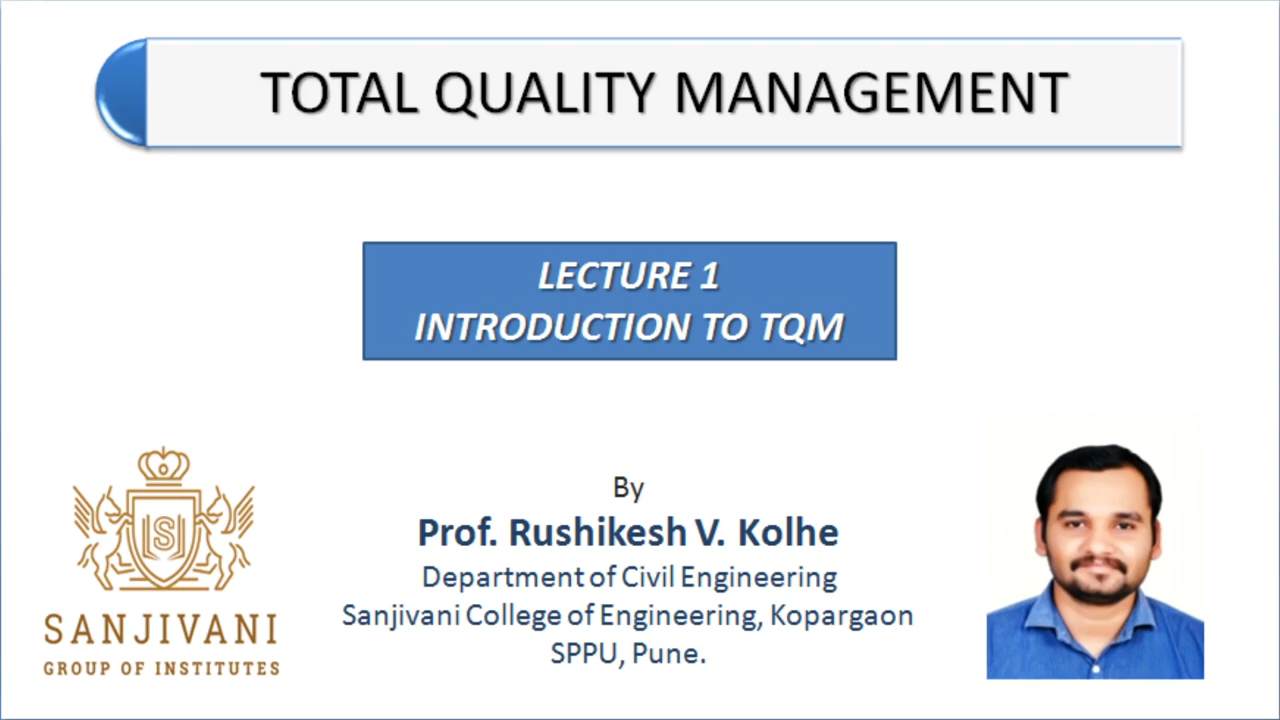 TOTAL QUALITY MANAGEMENT
LECTURE 1
INTRODUCTION TO TQM
By
Prof. Rushikesh V. Kolhe
Department of Civil Engineering
Sanjivani College of Engineering, Kopargaon
SPPU, Pune.
SANJIVANI
GROUP OF INSTITUTES